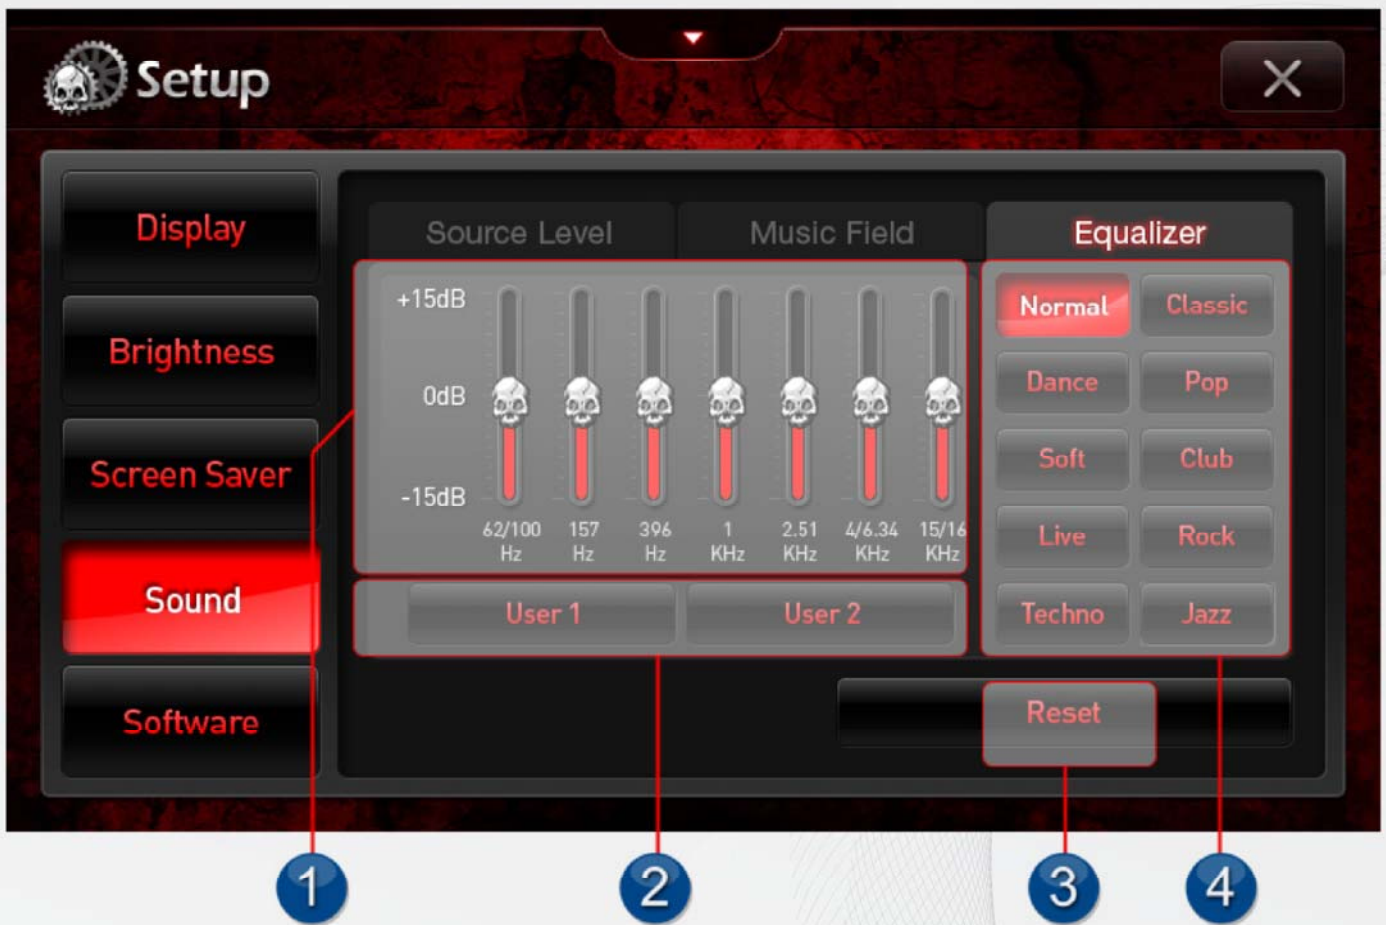 Setup
Display
Brightness
Screen Saver
Sound
Software
Source Level
Music Field
Equalizer
+15dB
0dB
-15dB
62/100 Hz
157 Hz
396 Hz
1 KHz
2.51 KHz
4/6.34 KHz
15/16 KHz
User 1
User 2
Normal
Classic
Dance
Pop
Soft
Club
Live
Rock
Techno
Jazz
Reset
1
2
3
4